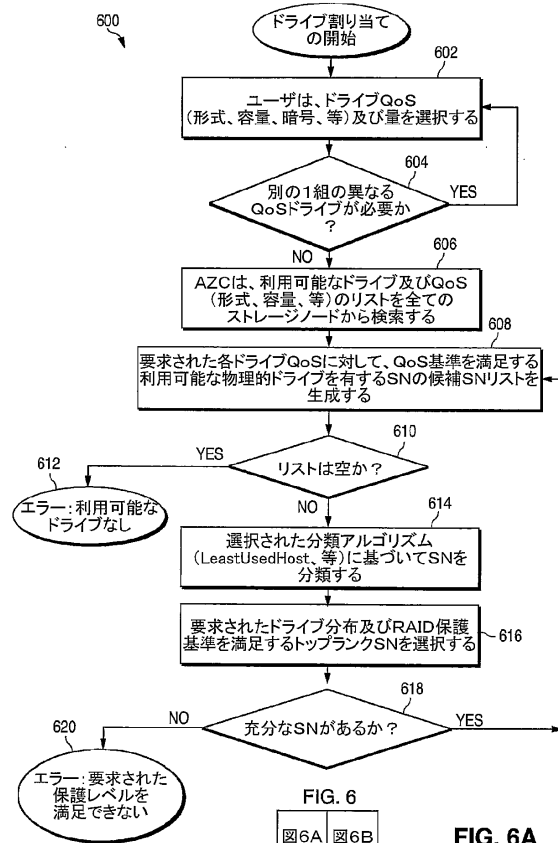 600
ドライブ割り当て
の開始
602
ユーザは、ドライブQoS
(形式、容量、暗号、等)及び量を選択する
604
別の1組の異なる
QoSドライブが必要か
?
YES
NO
606
AZCは、利用可能なドライブ及びQoS
(形式、容量、等)のリストを全ての
ストレージノードから検索する
608
要求された各ドライブQoSに対して、QoS基準を満足する
利用可能な物理的ドライブを有するSNの候補SNリストを
生成する
610
リストは空か?
YES
612
エラー:利用可能な
ドライブなし
NO
614
選択された分類アルゴリズム
(LeastUsedHost、等)に基づいてSNを
分類する
要求されたドライブ分布及びRAID保護
基準を満足するトップランクSNを選択する
616
618
充分なSNがあるか?
NO
YES
620
エラー:要求された
保護レベルを
満足できない
FIG. 6
図6A 図6B
FIG. 6A